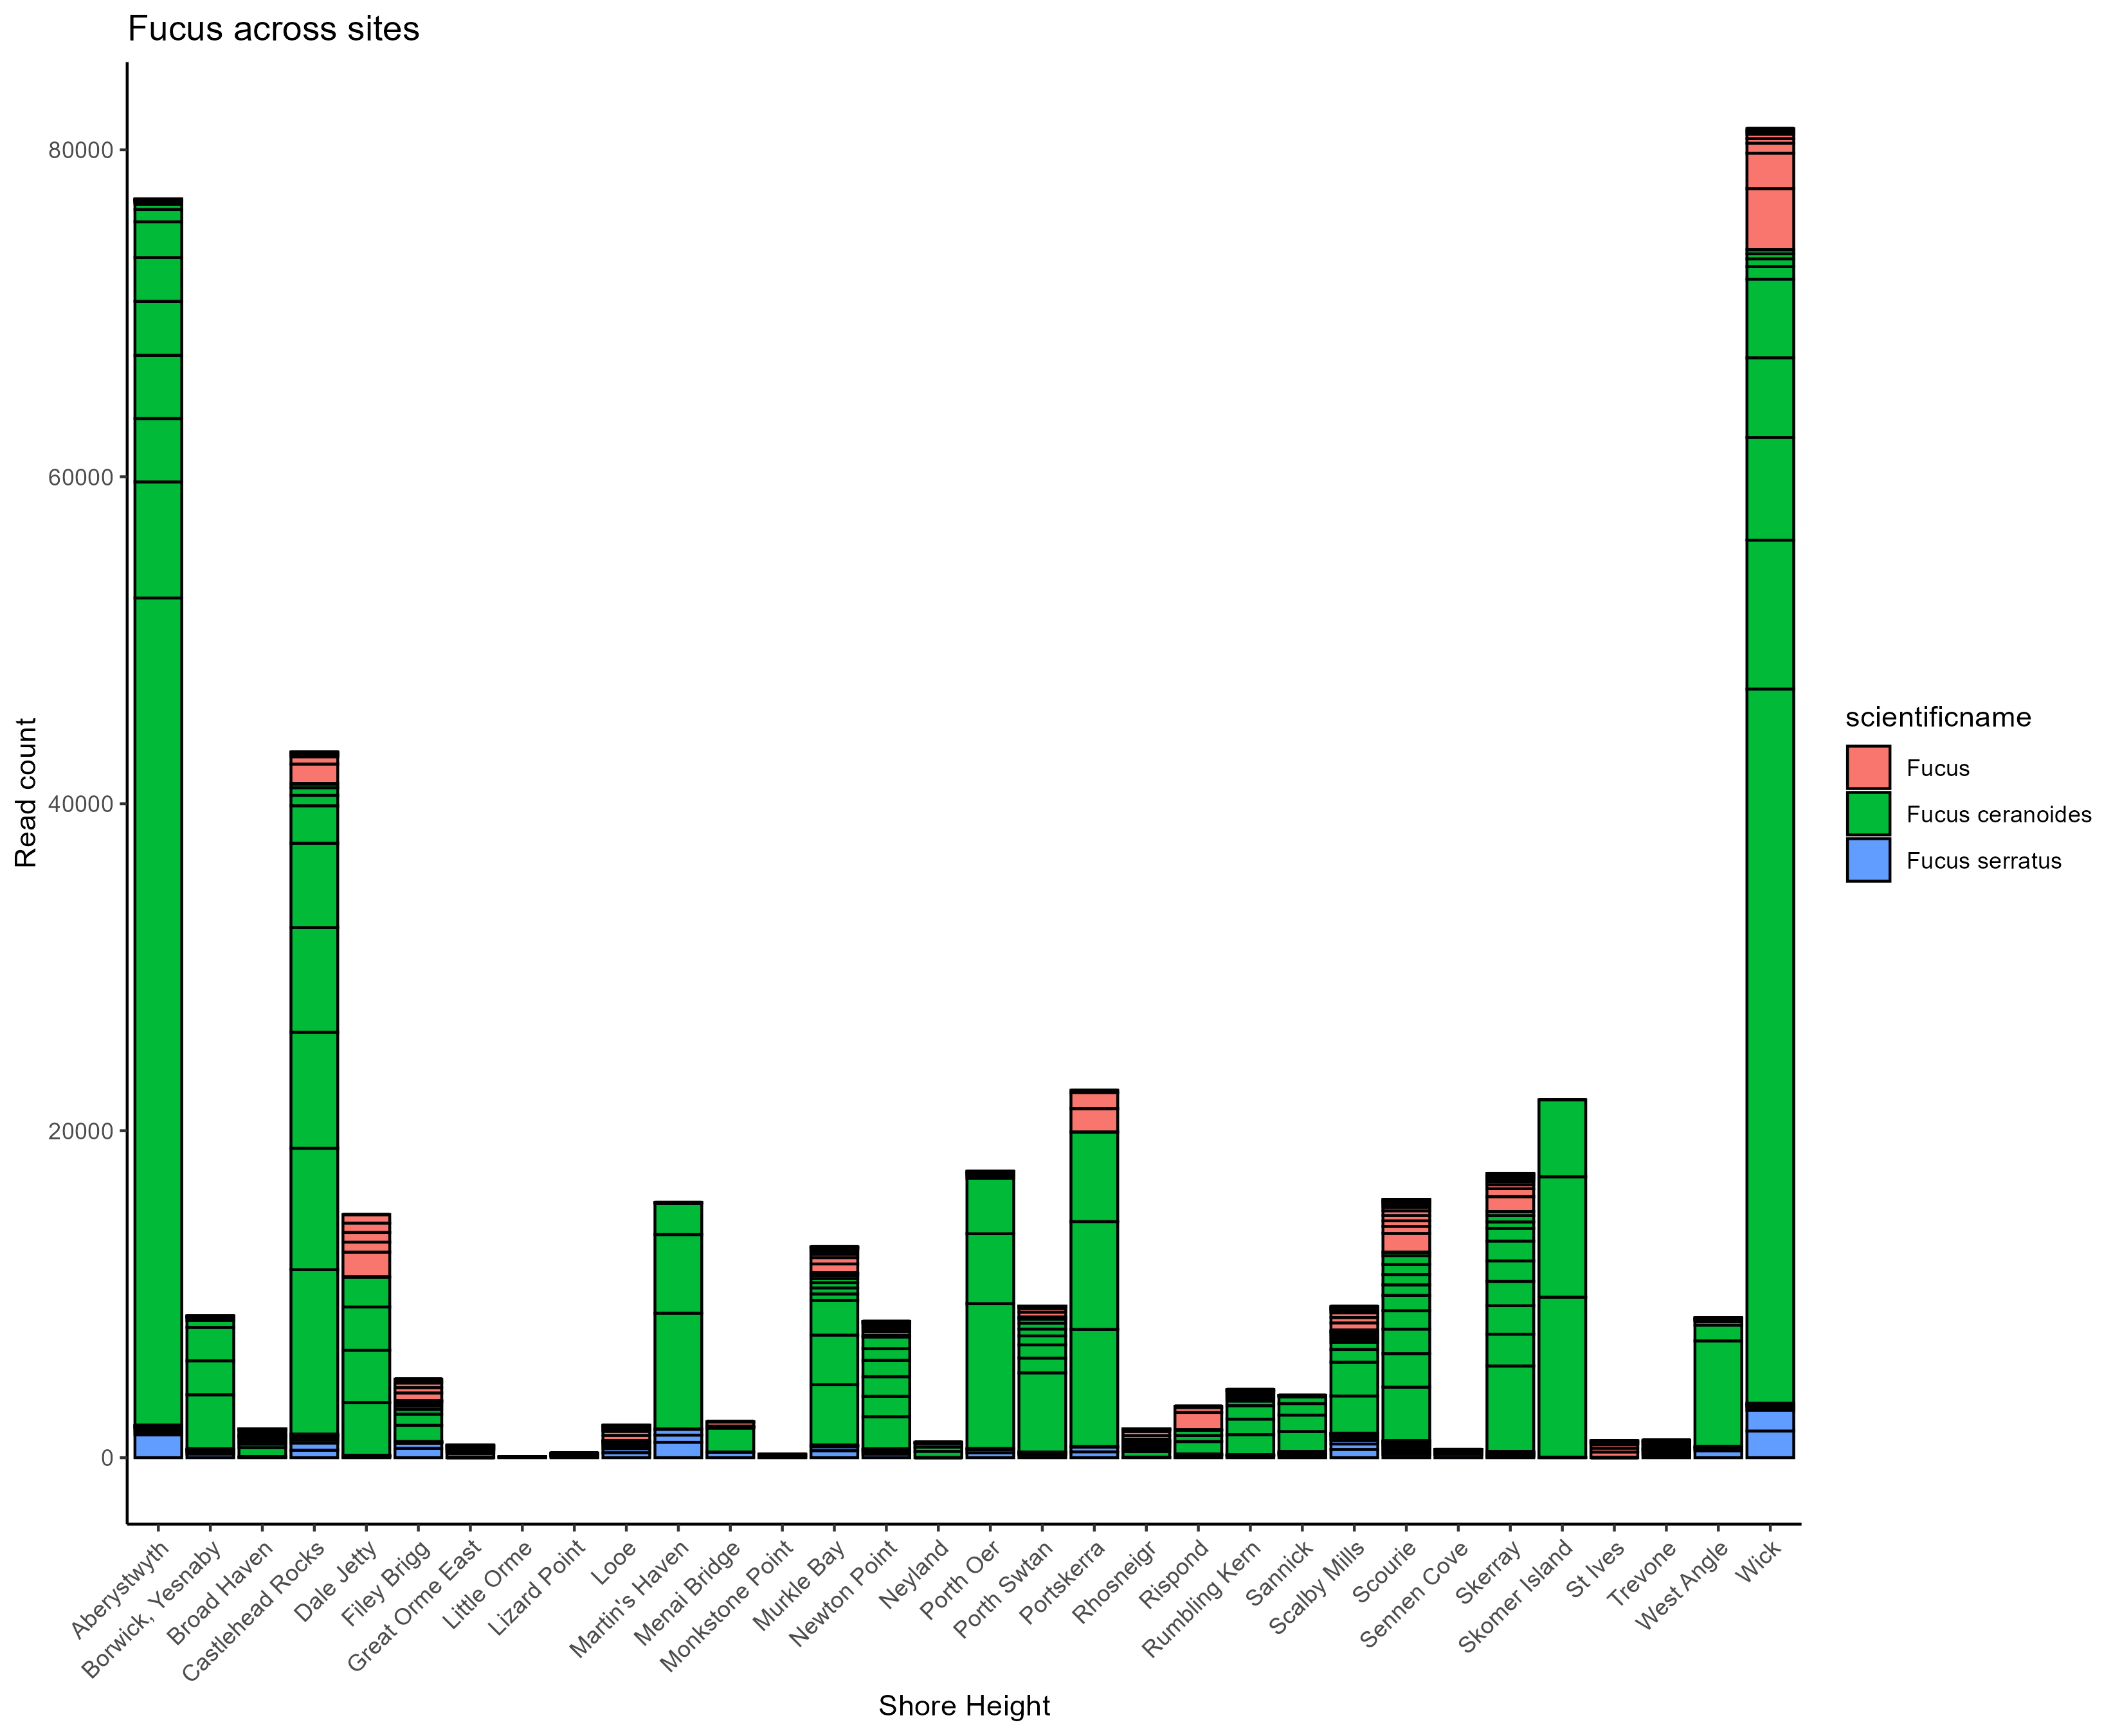 Fucus across sites
80000
60000
40000
20000
0
Read count
Aberystwyth
Borwick, Yesnaby
Broad Haven
Castlehead Rocks
Dale Jetty
Filey Brigg
Great Orme East
Little Orme
Lizard Point
Looe
Martin's Haven
Menai Bridge
Monkstone Point
Murkle Bay
Newton Point
Neyland
Porth Oer
Porth Swtan
Portskerra
Rhosneigr
Rispond
Rumbling Kern
Sannick
Scalby Mills
Scourie
Sennen Cove
Skerray
Skomer Island
St Ives
Trevone
West Angle
Wick
Shore Height
scientificname
Fucus
Fucus ceranoides
Fucus serratus